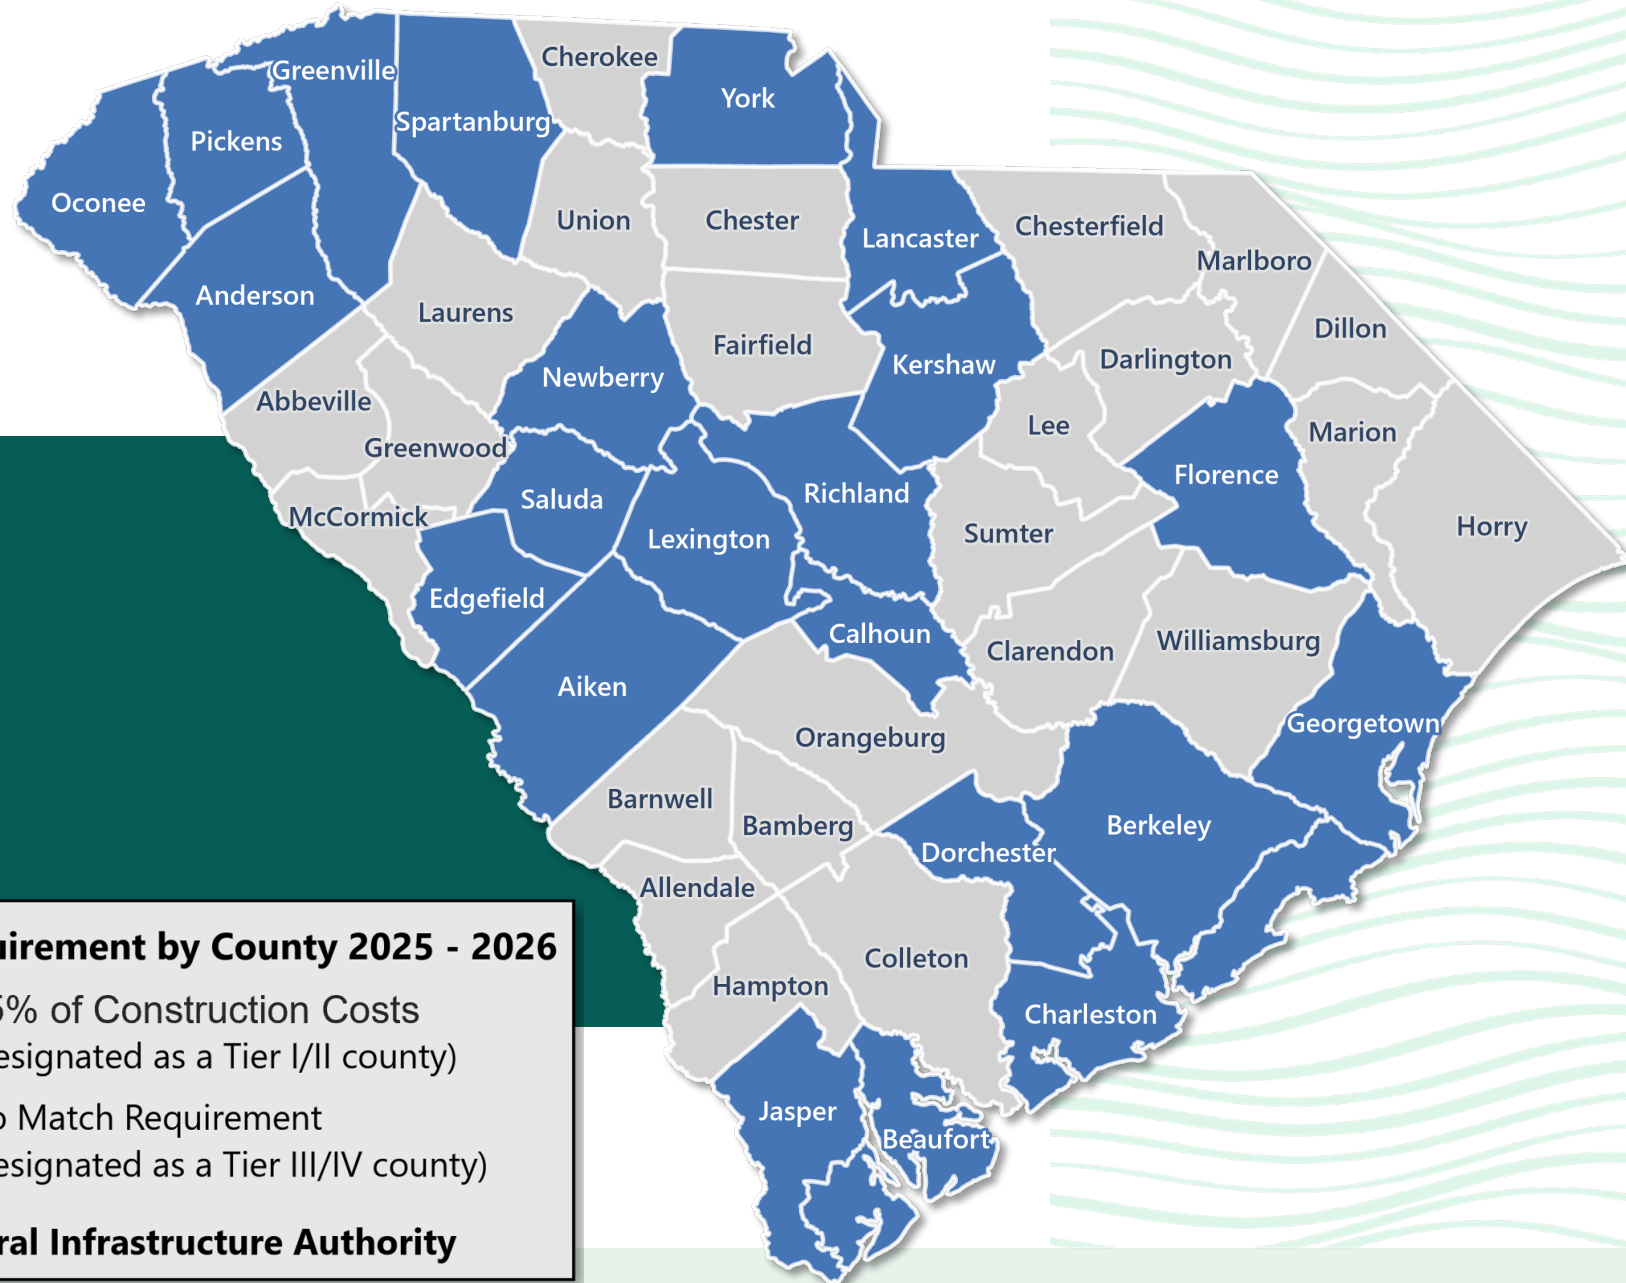 Cherokee
Greenville
York
Spartanburg
Pickens
Oconee
Union
Chester
Chesterfield
Lancaster
Marlboro
Anderson
Laurens
Dillon
Fairfield
Darlington
Kershaw
Newberry
Abbeville
Lee
Marion
Greenwood
Florence
Richland
Saluda
McCormick
Horry
Sumter
Lexington
Edgefield
Calhoun
Williamsburg
Clarendon
Aiken
Georgetown
Orangeburg
Barnwell
Bamberg
Berkeley
Dorchester
Allendale
Colleton
Hampton
Charleston
Jasper
Beaufort
uirement by County 2025 - 2026
5% of Construction Costs
esignated as a Tier I/II county)
o Match Requirement
esignated as a Tier III/IV county)
ral Infrastructure Authority